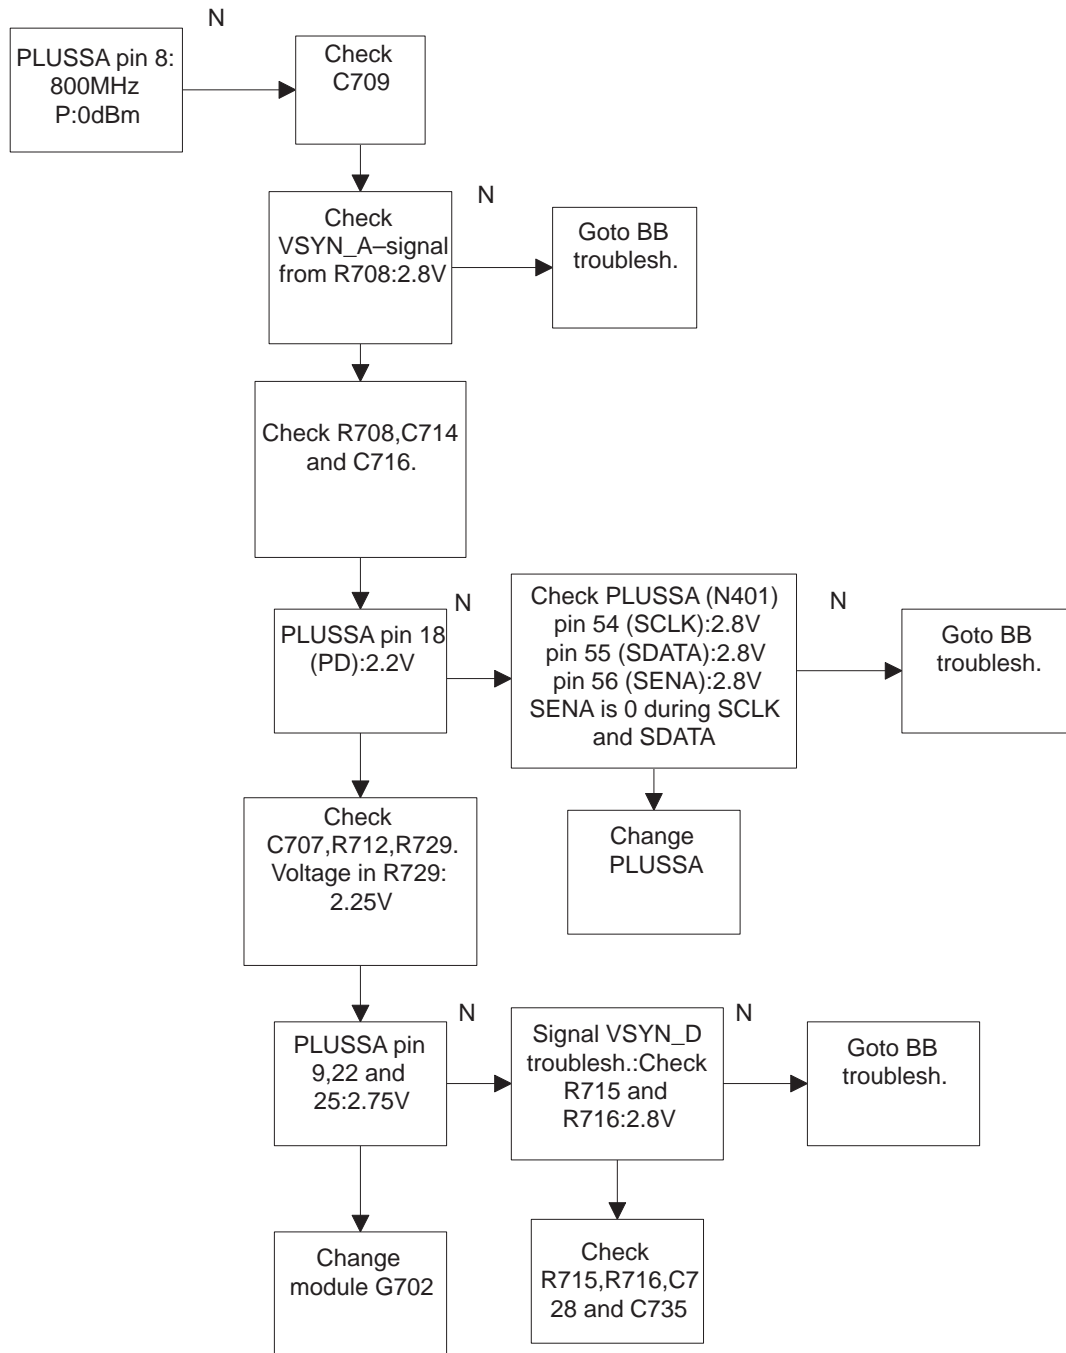 N
PLUSSA pin 8:
800MHz
P:0dBm
Check
C709
Check
VSYN_A–signal
from R708:2.8V
N
Goto BB
troublesh.
Check R708,C714
and C716.
PLUSSA pin 18
(PD):2.2V
N
Check PLUSSA (N401)
pin 54 (SCLK):2.8V
pin 55 (SDATA):2.8V
pin 56 (SENA):2.8V
SENA is 0 during SCLK
and SDATA
N
Goto BB
troublesh.
Check
C707,R712,R729.
Voltage in R729:
2.25V
Change
PLUSSA
PLUSSA pin
9,22 and
25:2.75V
N
Signal VSYN_D
troublesh.:Check
R715 and
R716:2.8V
N
Goto BB
troublesh.
Change
module G702
Check
R715,R716,C7
28 and C735